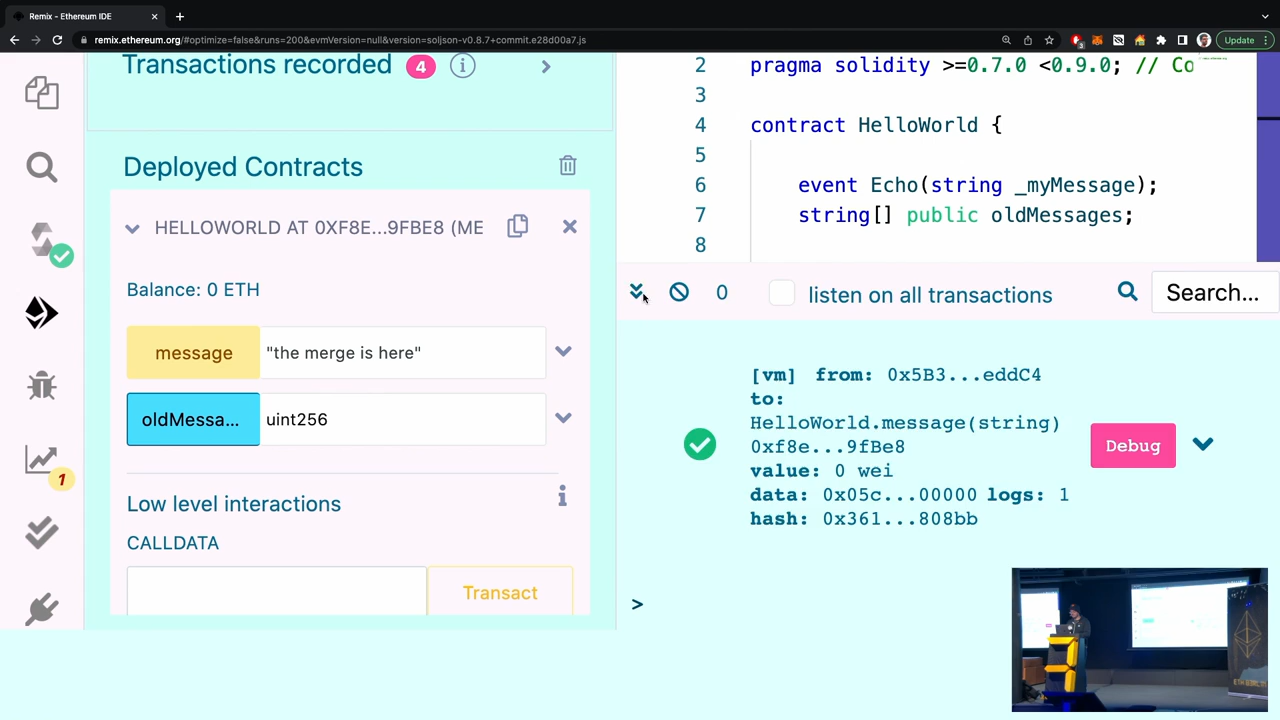 Remix - Ethereum IDE
remix.ethereum.org/#optimize=false&runs=200&evmVersion=null&version=soljson-v0.8.7+commit.e28d00a7.js
3
Update
Transactions recorded 4 i
Deployed Contracts
HELLOWORLD AT 0XF8E...9FBE8 (ME
Balance: 0 ETH
message "the merge is here"
oldMessa... uint256
Low level interactions
CALLDATA
Transact
1
2 pragma solidity >=0.7.0 <0.9.0; // Co
3
4 contract HelloWorld {
5
6 event Echo(string _myMessage);
7 string[] public oldMessages;
8
0 listen on all transactions Search...
[vm] from: 0x5B3...eddC4
to:
HelloWorld.message(string)
0xf8e...9fBe8
value: 0 wei
data: 0x05c...00000 logs: 1
hash: 0x361...808bb
Debug
>